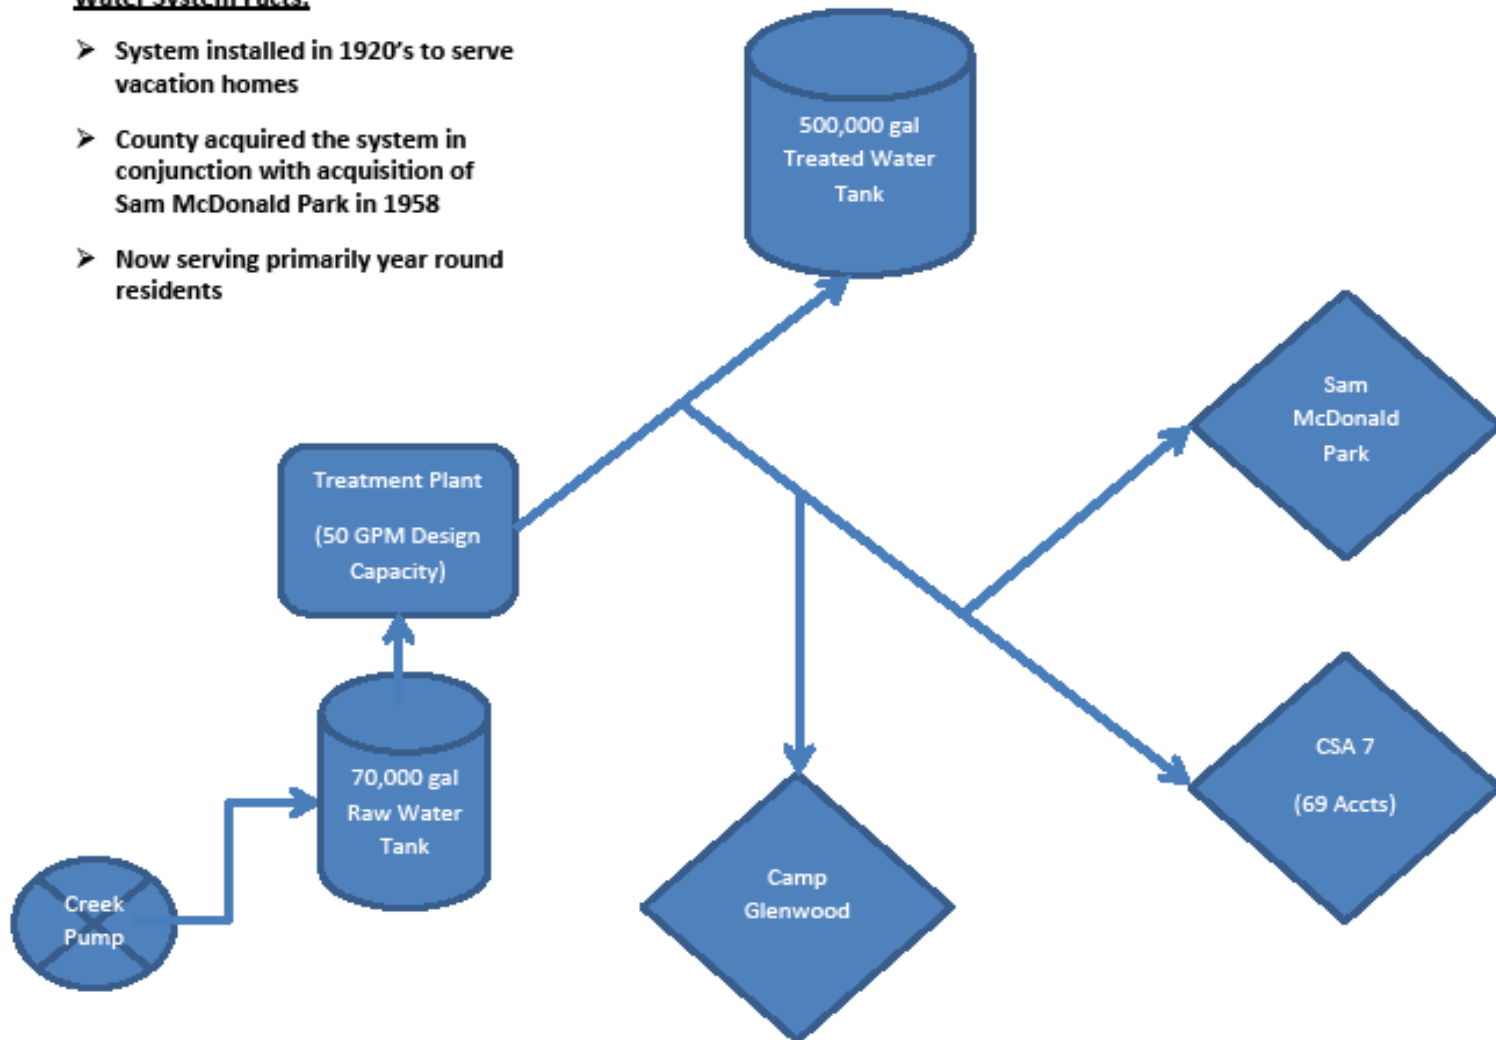 Water System Facts:
➢ System installed in 1920's to serve
vacation homes
➢ County acquired the system in
conjunction with acquisition of
Sam McDonald Park in 1958
➢ Now serving primarily year round
residents
500,000 gal
Treated Water
Tank
Sam
McDonald
Park
Treatment Plant
(50 GPM Design
Capacity)
70,000 gal
Raw Water
Tank
CSA 7
(69 Accts)
Camp
Glenwood
Creek
Pump